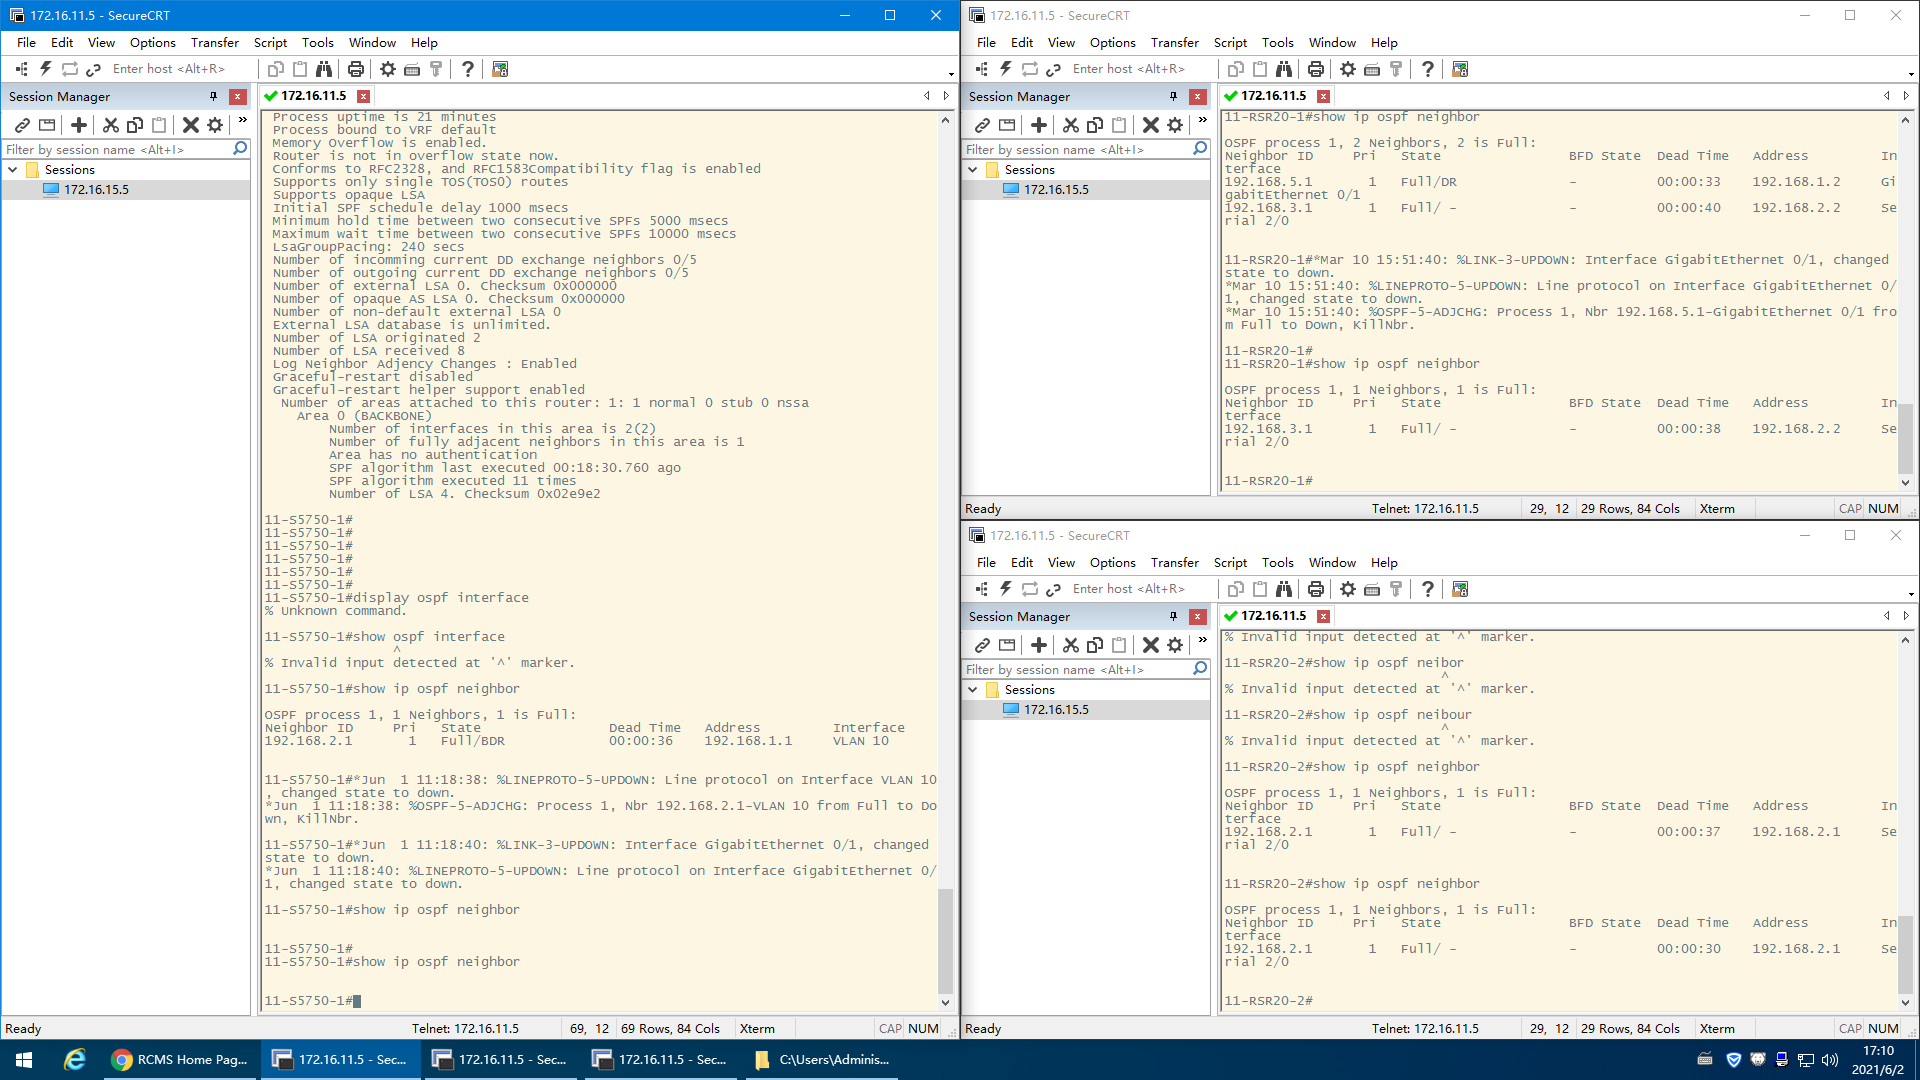 172.16.11.5 - SecureCRT
File Edit View Options Transfer Script Tools Window Help
Enter host <Alt+R>
Session Manager
172.16.11.5
Filter by session name <Alt+I>
Sessions
172.16.15.5
Process uptime is 21 minutes
Process bound to VRF default
Memory Overflow is enabled.
Router is not in overflow state now.
Conforms to RFC2328, and RFC1583Compatibility flag is enabled
Supports only single TOS(TOS0) routes
Supports opaque LSA
Initial SPF schedule delay 1000 msecs
Minimum hold time between two consecutive SPFs 5000 msecs
Maximum wait time between two consecutive SPFs 10000 msecs
LsaGroupPacing: 240 secs
Number of incomming current DD exchange neighbors 0/5
Number of outgoing current DD exchange neighbors 0/5
Number of external LSA 0. Checksum 0x000000
Number of opaque AS LSA 0. Checksum 0x000000
Number of non-default external LSA 0
External LSA database is unlimited.
Number of LSA originated 2
Number of LSA received 8
Log Neighbor Adjency Changes : Enabled
Graceful-restart disabled
Graceful-restart helper support enabled
Number of areas attached to this router: 1: 1 normal 0 stub 0 nssa
Area 0 (BACKBONE)
Number of interfaces in this area is 2(2)
Number of fully adjacent neighbors in this area is 1
Area has no authentication
SPF algorithm last executed 00:18:30.760 ago
SPF algorithm executed 11 times
Number of LSA 4. Checksum 0x02e9e2
11-S5750-1#
11-S5750-1#
11-S5750-1#
11-S5750-1#
11-S5750-1#
11-S5750-1#
11-S5750-1#display ospf interface
% Unknown command.
11-S5750-1#show ospf interface
^
% Invalid input detected at '^' marker.
11-S5750-1#show ip ospf neighbor
OSPF process 1, 1 Neighbors, 1 is Full:
Neighbor ID Pri State Dead Time Address Interface
192.168.2.1 1 Full/BDR 00:00:36 192.168.1.1 VLAN 10
11-S5750-1#*Jun  1 11:18:38: %LINEPROTO-5-UPDOWN: Line protocol on Interface VLAN 10
, changed state to down.
*Jun  1 11:18:38: %OSPF-5-ADJCHG: Process 1, Nbr 192.168.2.1-VLAN 10 from Full to Do
wn, KillNbr.
11-S5750-1#*Jun  1 11:18:40: %LINK-3-UPDOWN: Interface GigabitEthernet 0/1, changed
state to down.
*Jun  1 11:18:40: %LINEPROTO-5-UPDOWN: Line protocol on Interface GigabitEthernet 0/
1, changed state to down.
11-S5750-1#show ip ospf neighbor
11-S5750-1#
11-S5750-1#show ip ospf neighbor
11-S5750-1#
Ready Telnet: 172.16.11.5 69, 12 69 Rows, 84 Cols Xterm CAP NUM
172.16.11.5 - SecureCRT
File Edit View Options Transfer Script Tools Window Help
Enter host <Alt+R>
Session Manager
172.16.11.5
Filter by session name <Alt+I>
Sessions
172.16.15.5
11-RSR20-1#show ip ospf neighbor
OSPF process 1, 2 Neighbors, 2 is Full:
Neighbor ID Pri State BFD State Dead Time Address In
terface
192.168.5.1 1 Full/DR - 00:00:33 192.168.1.2 Gi
gabitEthernet 0/1
192.168.3.1 1 Full/ - - 00:00:40 192.168.2.2 Se
rial 2/0
11-RSR20-1#*Mar 10 15:51:40: %LINK-3-UPDOWN: Interface GigabitEthernet 0/1, changed
state to down.
*Mar 10 15:51:40: %LINEPROTO-5-UPDOWN: Line protocol on Interface GigabitEthernet 0/
1, changed state to down.
*Mar 10 15:51:40: %OSPF-5-ADJCHG: Process 1, Nbr 192.168.5.1-GigabitEthernet 0/1 fro
m Full to Down, KillNbr.
11-RSR20-1#
11-RSR20-1#show ip ospf neighbor
OSPF process 1, 1 Neighbors, 1 is Full:
Neighbor ID Pri State BFD State Dead Time Address In
terface
192.168.3.1 1 Full/ - - 00:00:38 192.168.2.2 Se
rial 2/0
11-RSR20-1#
Ready Telnet: 172.16.11.5 29, 12 29 Rows, 84 Cols Xterm CAP NUM
172.16.11.5 - SecureCRT
File Edit View Options Transfer Script Tools Window Help
Enter host <Alt+R>
Session Manager
172.16.11.5
Filter by session name <Alt+I>
Sessions
172.16.15.5
% Invalid input detected at '^' marker.
11-RSR20-2#show ip ospf neibor
^
% Invalid input detected at '^' marker.
11-RSR20-2#show ip ospf neibour
^
% Invalid input detected at '^' marker.
11-RSR20-2#show ip ospf neighbor
OSPF process 1, 1 Neighbors, 1 is Full:
Neighbor ID Pri State BFD State Dead Time Address In
terface
192.168.2.1 1 Full/ - - 00:00:37 192.168.2.1 Se
rial 2/0
11-RSR20-2#show ip ospf neighbor
OSPF process 1, 1 Neighbors, 1 is Full:
Neighbor ID Pri State BFD State Dead Time Address In
terface
192.168.2.1 1 Full/ - - 00:00:30 192.168.2.1 Se
rial 2/0
11-RSR20-2#
Ready Telnet: 172.16.11.5 29, 12 29 Rows, 84 Cols Xterm CAP NUM
RCMS Home Pag... 172.16.11.5 - Sec... 172.16.11.5 - Sec... 172.16.11.5 - Sec... C:\Users\Adminis...
17:10
2021/6/2